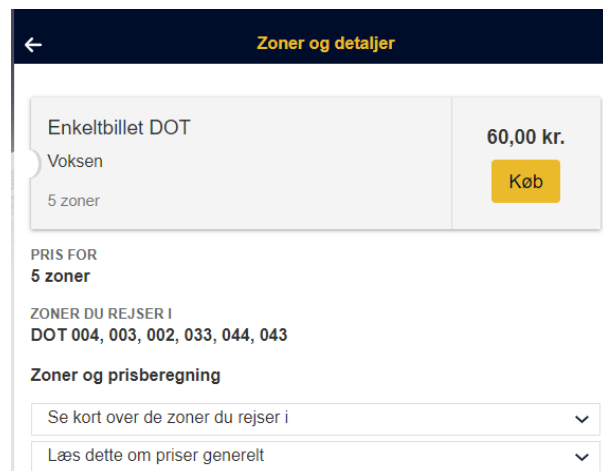 Zoner og detaljer
Enkeltbillet DOT
Voksen
5 zoner
60,00 kr.
Køb
PRIS FOR
5 zoner
ZONER DU REJSER I
DOT 004, 003, 002, 033, 044, 043
Zoner og prisberegning
Se kort over de zoner du rejser i
Læs dette om priser generelt